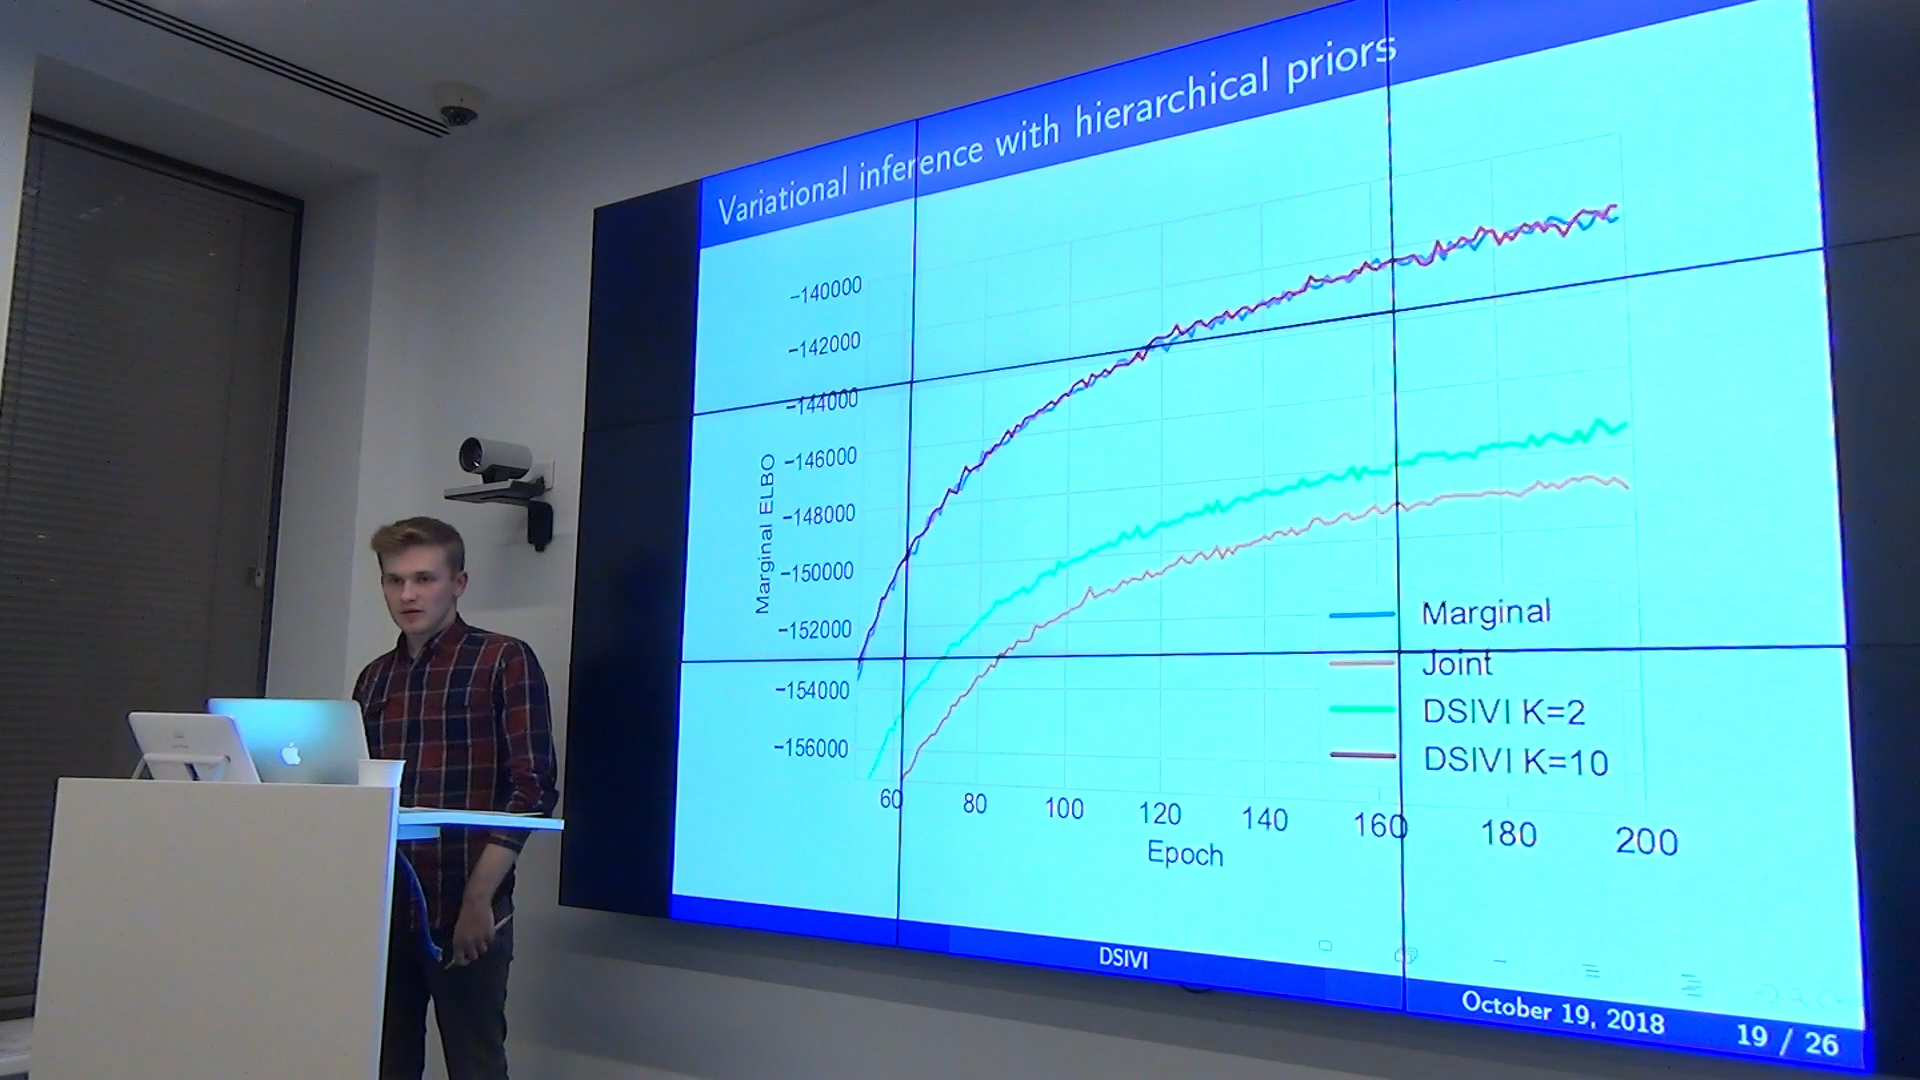 Variational inference with hierarchical priors
−140000
−142000
−144000
−146000
−148000
−150000
−152000
−154000
−156000
Marginal ELBO
60 80 100 120 140 160 180 200
Epoch
Marginal
Joint
DSIVI K=2
DSIVI K=10
DSIVI
October 19, 2018
19 / 26